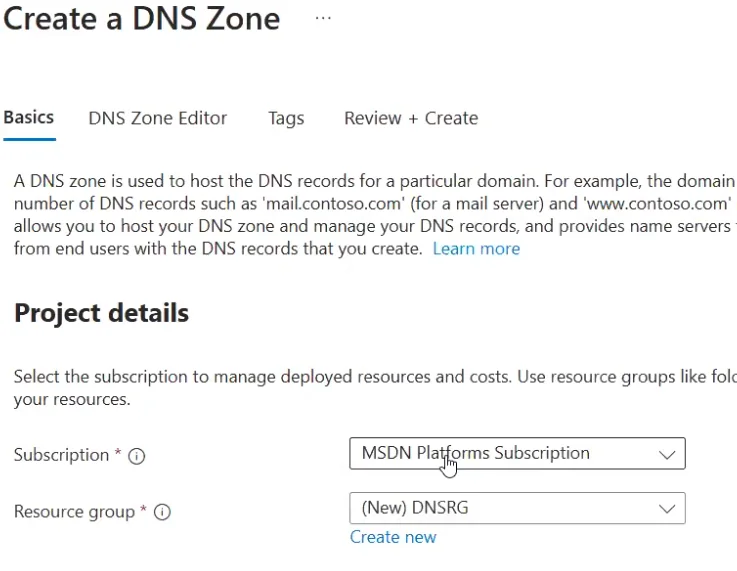 Create a DNS Zone ...
Basics DNS Zone Editor Tags Review + Create
A DNS zone is used to host the DNS records for a particular domain. For example, the domain
number of DNS records such as 'mail.contoso.com' (for a mail server) and 'www.contoso.com'
allows you to host your DNS zone and manage your DNS records, and provides name servers
from end users with the DNS records that you create. Learn more
Project details
Select the subscription to manage deployed resources and costs. Use resource groups like
your resources.
Subscription *
MSDN Platforms Subscription
Resource group *
(New) DNSRG
Create new